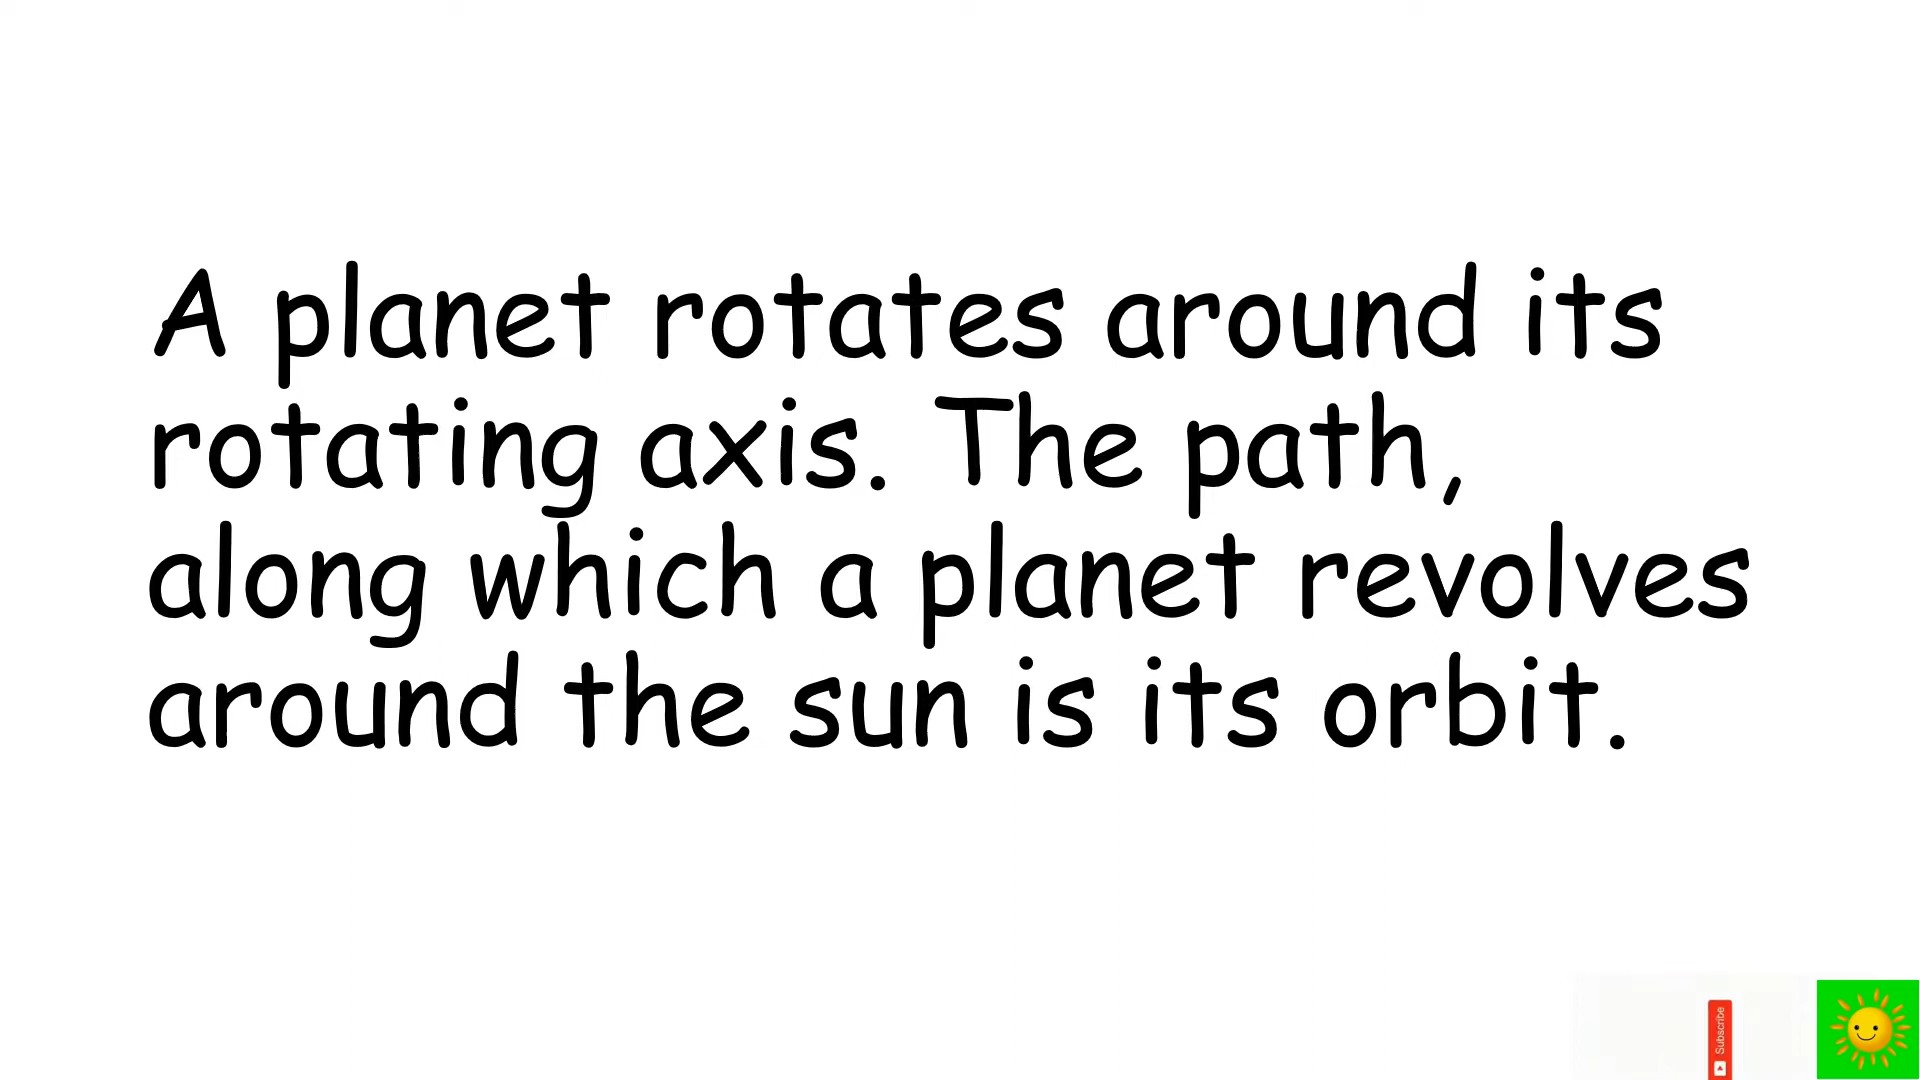 A planet rotates around its
rotating axis. The path,
along which a planet revolves
around the sun is its orbit.
Subscribe